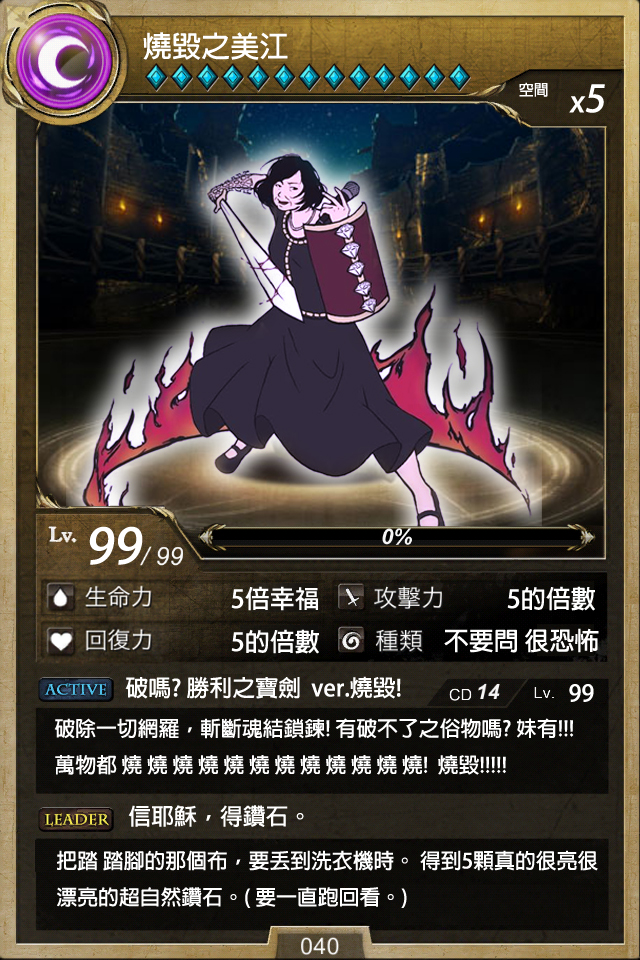 燒毀之美江
空間 x5
Lv. 99/99
0%
生命力 5倍幸福 攻擊力 5的倍數
回復力 5的倍數 種類 不要問 很恐怖
ACTIVE 破嗎? 勝利之寶劍 ver.燒毀! CD 14 Lv. 99
破除一切網羅，斬斷魂結鎖鍊! 有破不了之俗物嗎? 妹有!!!
萬物都 燒 燒 燒 燒 燒 燒 燒 燒 燒 燒 燒 燒! 燒毀!!!!!
LEADER 信耶穌，得鑽石。
把踏 踏腳的那個布，要丟到洗衣機時。 得到5顆真的很亮很
漂亮的超自然鑽石。( 要一直跑回看。)
040